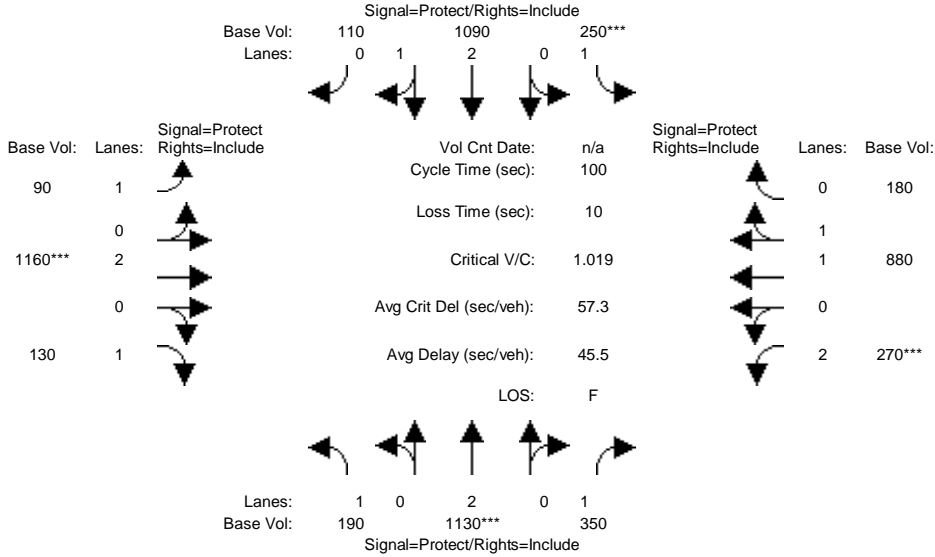 Signal=Protect/Rights=Include
Base Vol: 110 1090 250***
Lanes: 0 1 2 0 1
Signal=Protect
Rights=Include
Base Vol: Lanes:
Vol Cnt Date: n/a
Signal=Protect
Rights=Include
Lanes: Base Vol:
Cycle Time (sec): 100
90 1
0 180
Loss Time (sec): 10
0
1
1160*** 2
Critical V/C: 1.019
1 880
0
Avg Crit Del (sec/veh): 57.3
0
130 1
Avg Delay (sec/veh): 45.5
2 270***
LOS: F
Lanes: 1 0 2 0 1
Base Vol: 190 1130*** 350
Signal=Protect/Rights=Include